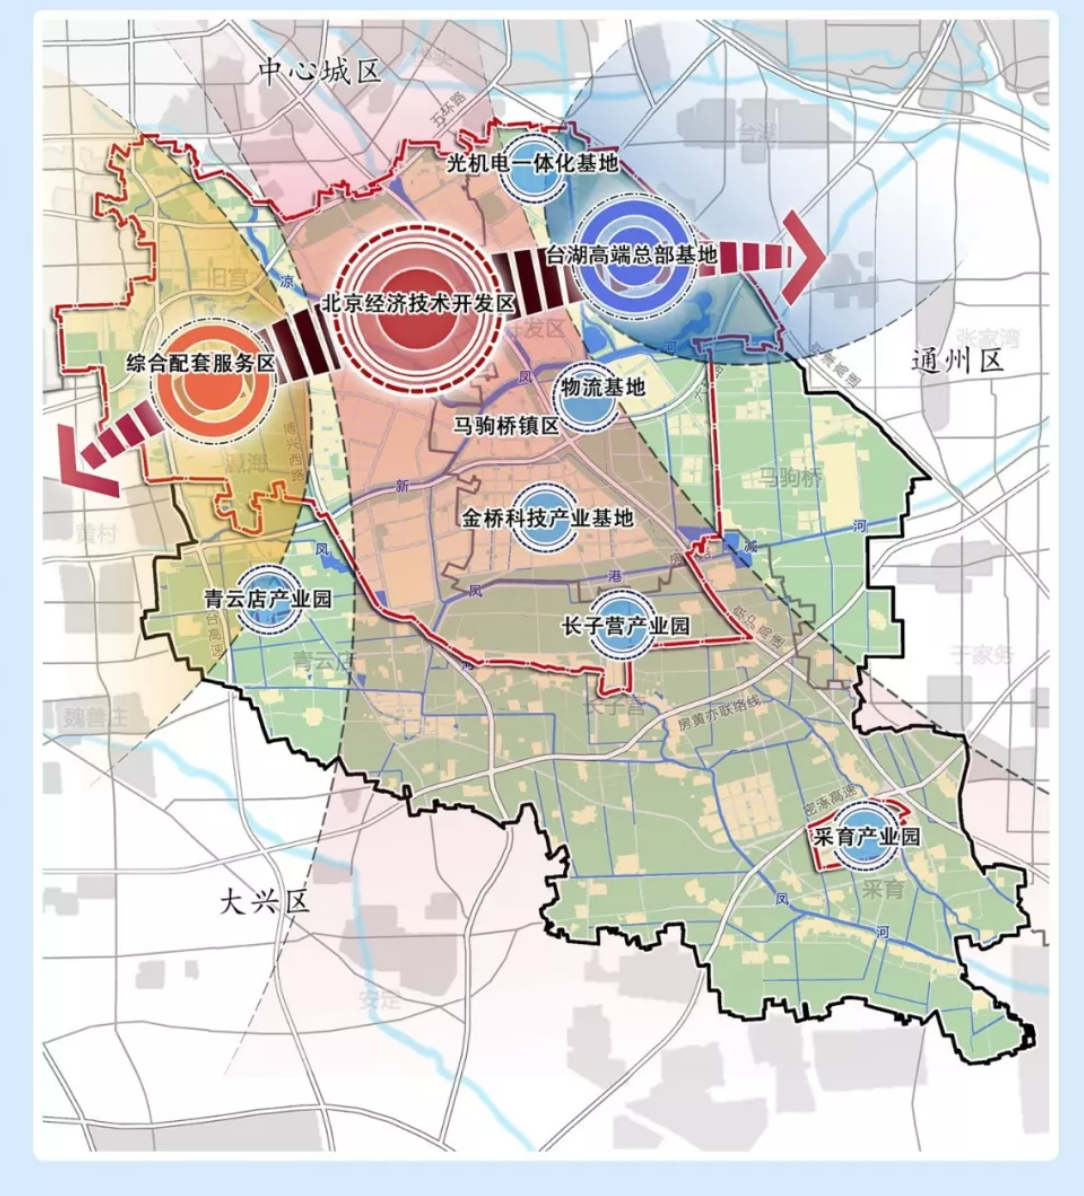 中心城区
五环路
台湖
光机电一体化基地
台湖高端总部基地
旧宫
凉
北京经济技术开发区
开发区
河
张家湾
通州区
综合配套服务区
凤
物流基地
马驹桥镇区
博兴西路
瀛海
马驹桥
新
金桥科技产业基地
河
黄村
凤
减
港
凤
青云店产业园
长子营产业园
京沪高速
青云店
河
于家务
长子营
魏善庄
房黄亦联络线
密涿高速
采育产业园
采育
大兴区
凤
河
安定